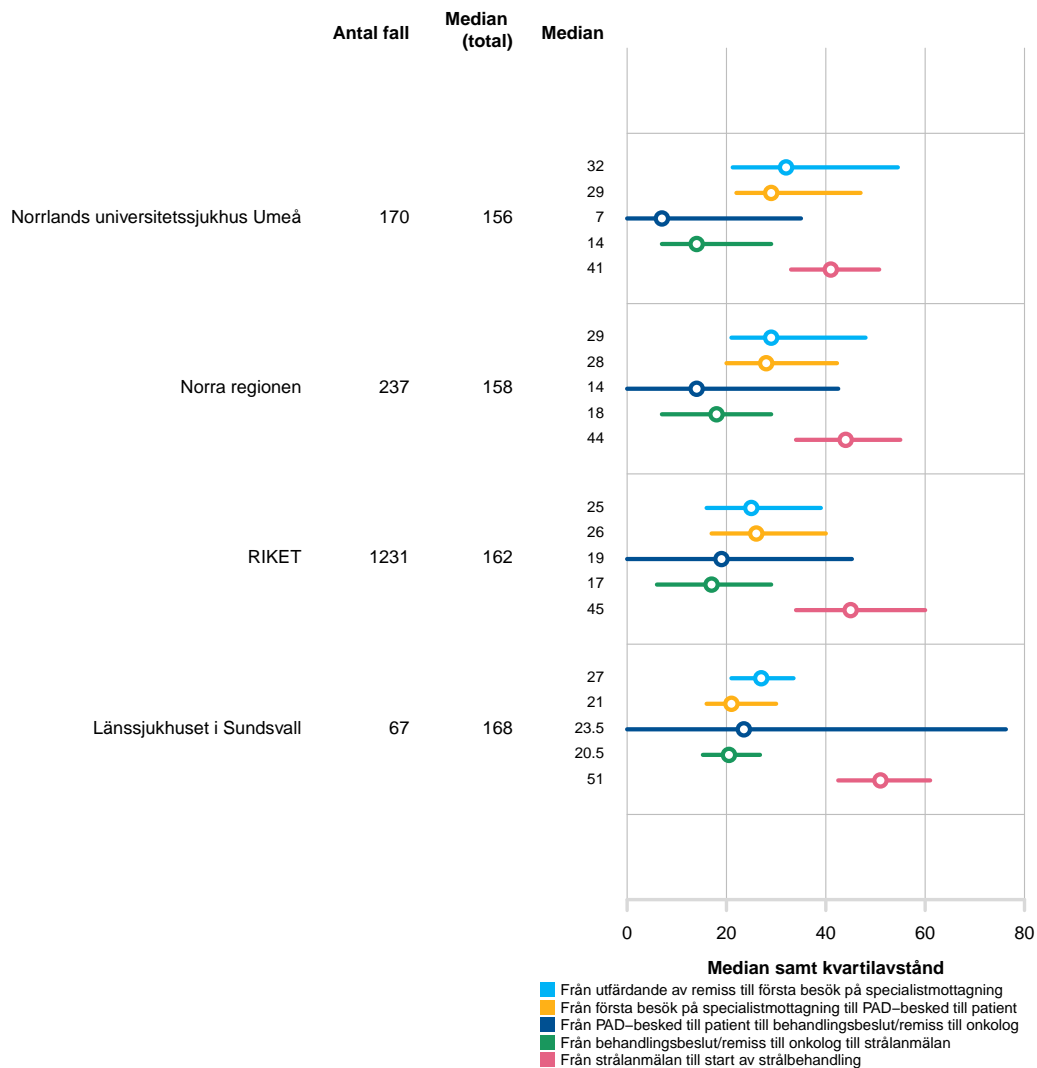 Antal fall Median (total) Median
32
29
Norrlands universitetssjukhus Umeå 170 156 7
14
41
29
28
Norra regionen 237 158 14
18
44
25
26
RIKET 1231 162 19
17
45
27
21
Länssjukhuset i Sundsvall 67 168 23.5
20.5
51
0 20 40 60 80
Median samt kvartilavstånd
Från utfärdande av remiss till första besök på specialistmottagning
Från första besök på specialistmottagning till PAD−besked till patient
Från PAD−besked till patient till behandlingsbeslut/remiss till onkolog
Från behandlingsbeslut/remiss till onkolog till strålanmälan
Från strålanmälan till start av strålbehandling